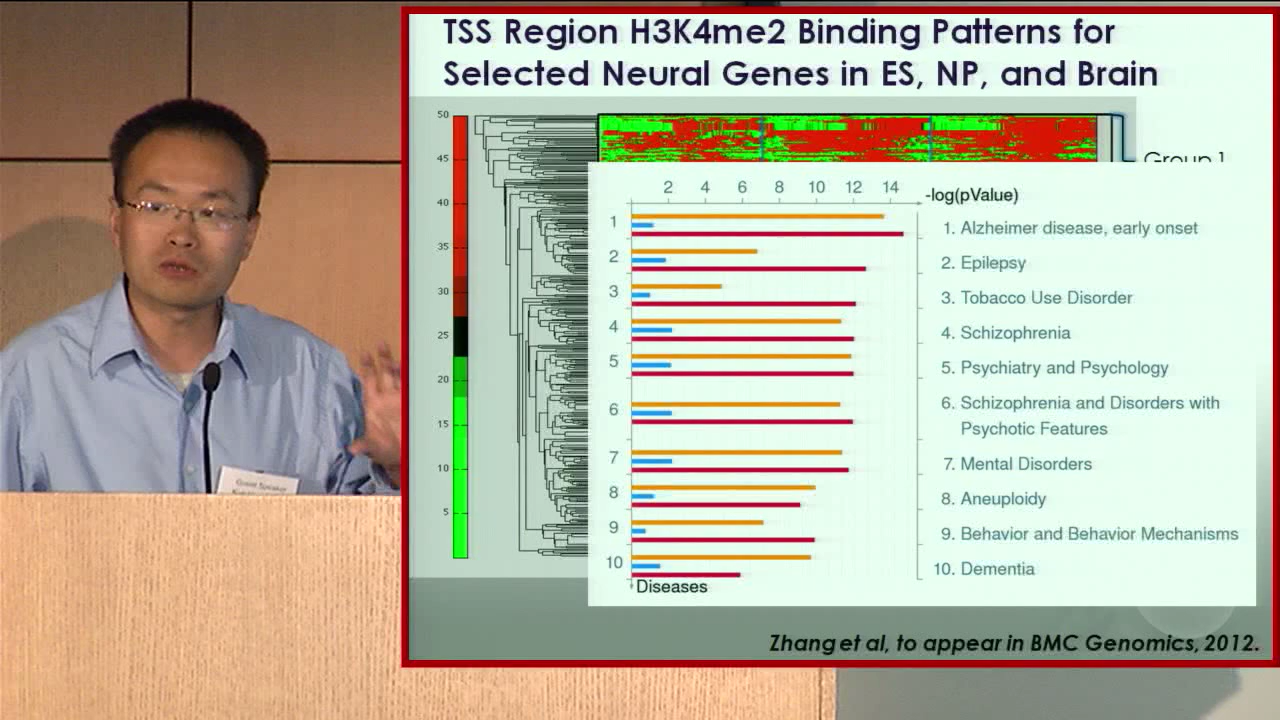 TSS Region H3K4me2 Binding Patterns for
Selected Neural Genes in ES, NP, and Brain
50
45
40
35
30
25
20
15
10
5
Group 1
2 4 6 8 10 12 14
-log(pValue)
1
2
3
4
5
6
7
8
9
10
Diseases
1. Alzheimer disease, early onset
2. Epilepsy
3. Tobacco Use Disorder
4. Schizophrenia
5. Psychiatry and Psychology
6. Schizophrenia and Disorders with
Psychotic Features
7. Mental Disorders
8. Aneuploidy
9. Behavior and Behavior Mechanisms
10. Dementia
Zhang et al, to appear in BMC Genomics, 2012.
Guest Speaker